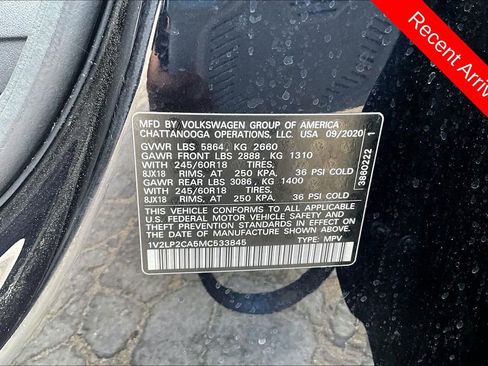 Recent Arriv
MFD BY VOLKSWAGEN GROUP OF AMERICA
CHATTANOOGA OPERATIONS, LLC. USA 09/2020
GVWR LBS 5864, KG 2660
GAWR FRONT LBS 2888, KG 1310
WITH 245/60R18 TIRES,
8JX18 RIMS, AT 250 KPA, 36 PSI COLD
GAWR REAR LBS 3086, KG 1400
WITH 245/60R18 TIRES,
8JX18 RIMS, AT 250 KPA, 36 PSI COLD
THIS VEHICLE CONFORMS TO ALL APPLICABLE
U.S. FEDERAL MOTOR VEHICLE SAFETY AND
THEFT PREVENTION STANDARDS IN EFFECT ON
THE DATE OF MANUFACTURE SHOWN ABOVE.
1V2LP2CA5MC533845 TYPE: MPV
3860222 1